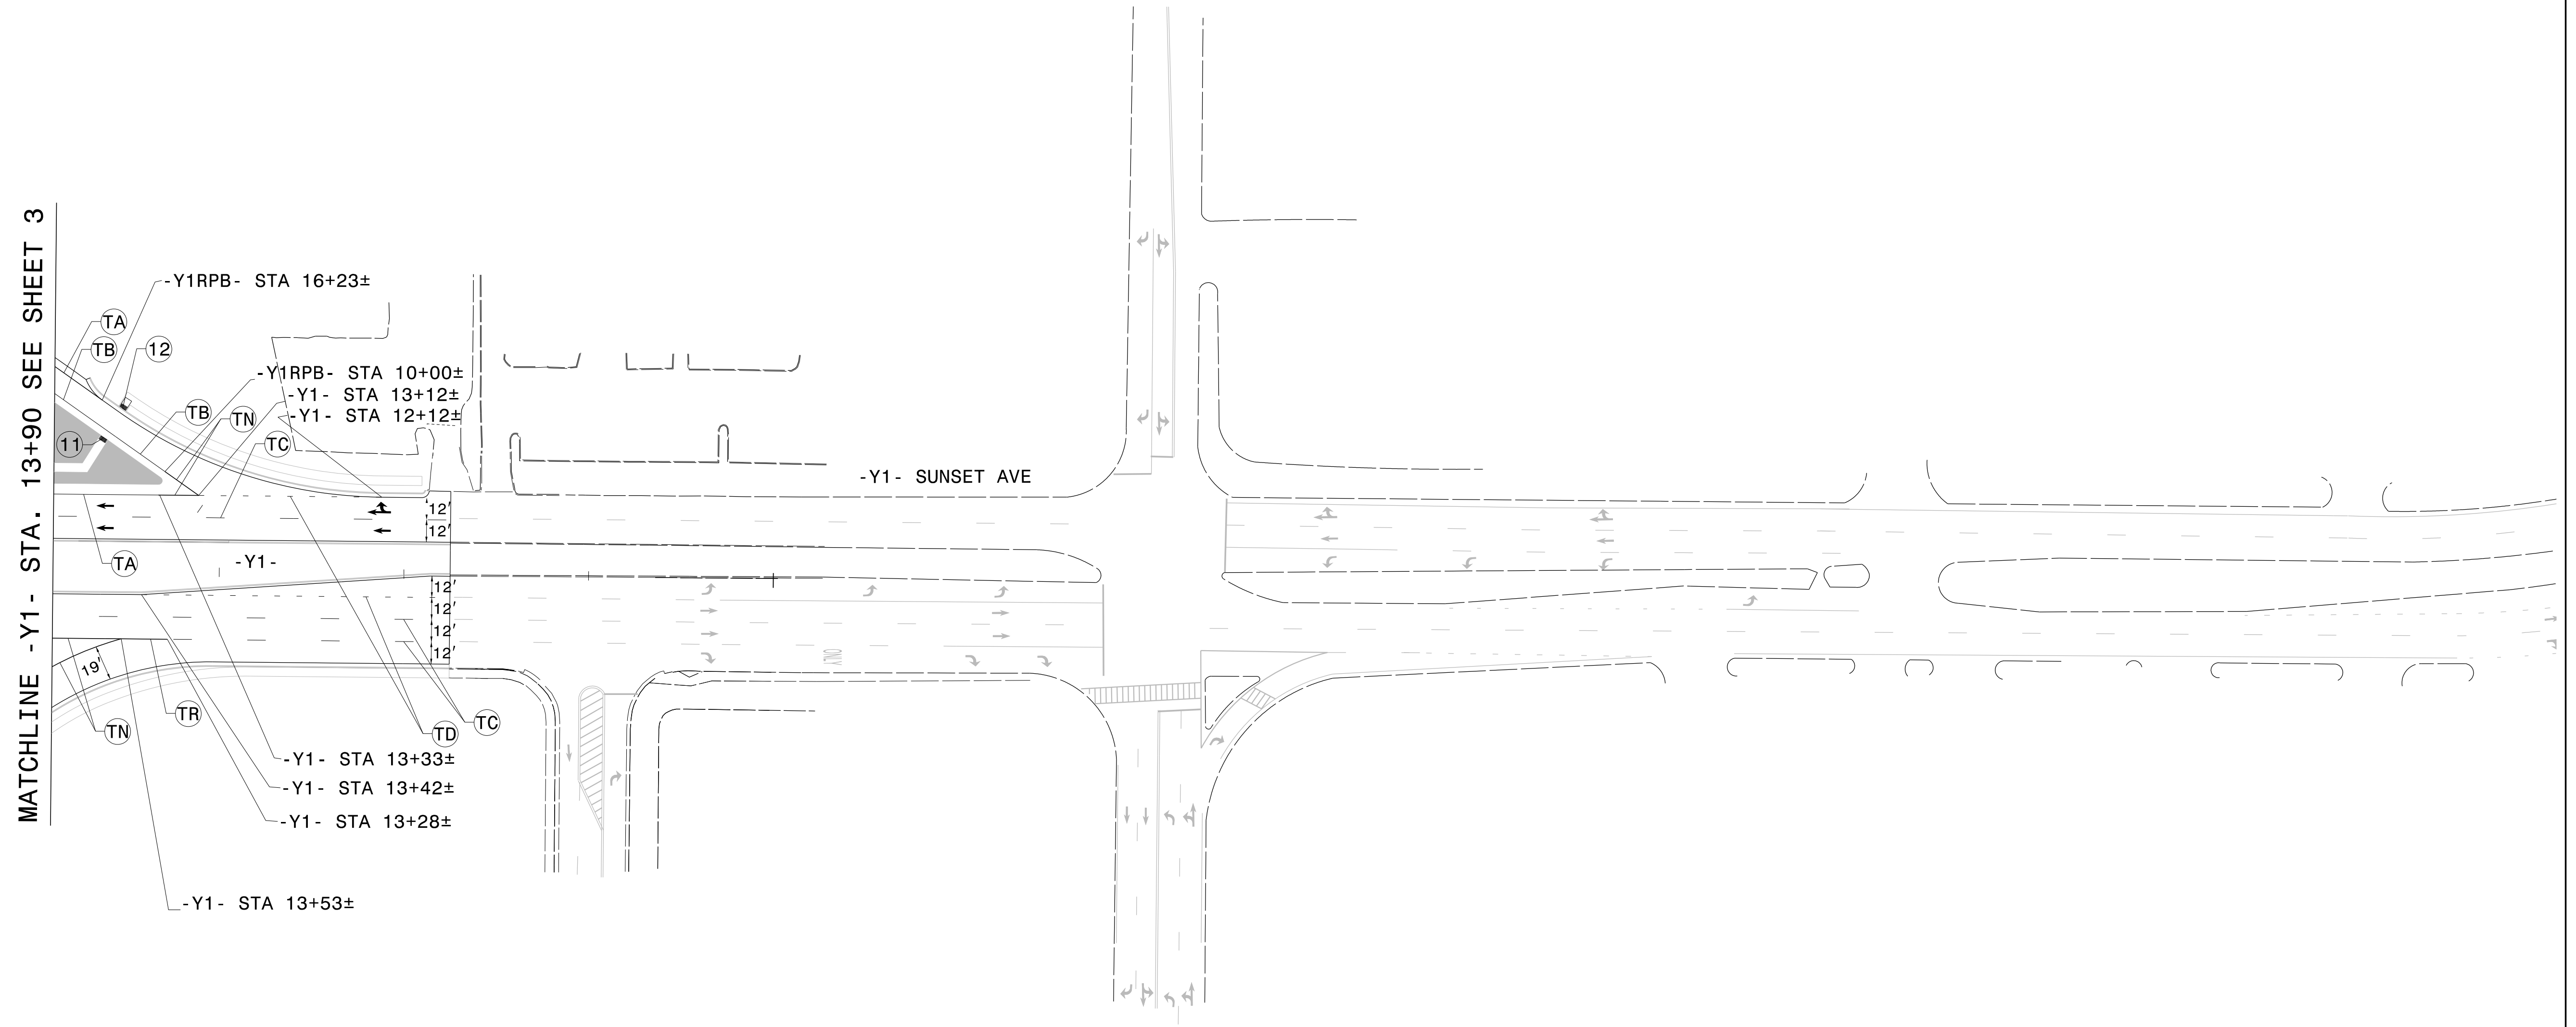 MATCHLINE -Y1- STA. 13+90 SEE SHEET 3
-Y1RPB- STA 16+23±
TA
TB
12
-Y1RPB- STA 10+00±
-Y1- STA 13+12±
-Y1- STA 12+12±
TB
TN
TC
11
-Y1- SUNSET AVE
12'
12'
TA
-Y1-
12'
12'
12'
12'
ONLY
19'
TR
TN
TC
TD
-Y1- STA 13+33±
-Y1- STA 13+42±
-Y1- STA 13+28±
-Y1- STA 13+53±